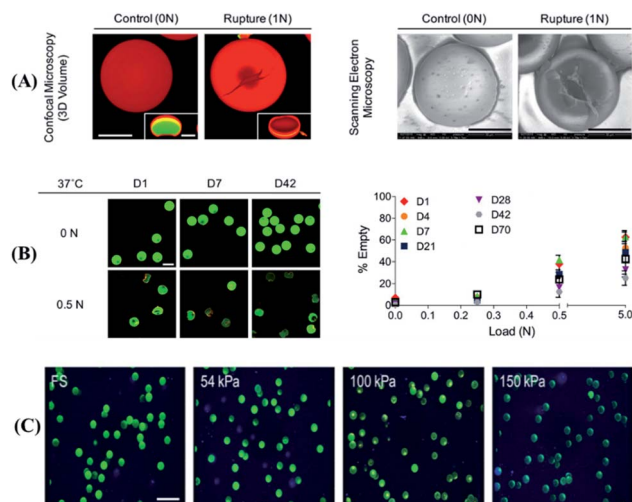 Control (0N) Rupture (1N)
Control (0N) Rupture (1N)
(A)
Confocal Microscopy
(3D Volume)
Scanning Electron
Microscopy
37°C D1 D7 D42
(B)
0 N
0.5 N
100
80
60
40
20
0
% Empty
D1
D4
D7
D21
D28
D42
D70
0.0 0.1 0.2 0.3 0.4 0.5 5.0
Load (N)
(C)
FS
54 kPa
100 kPa
150 kPa